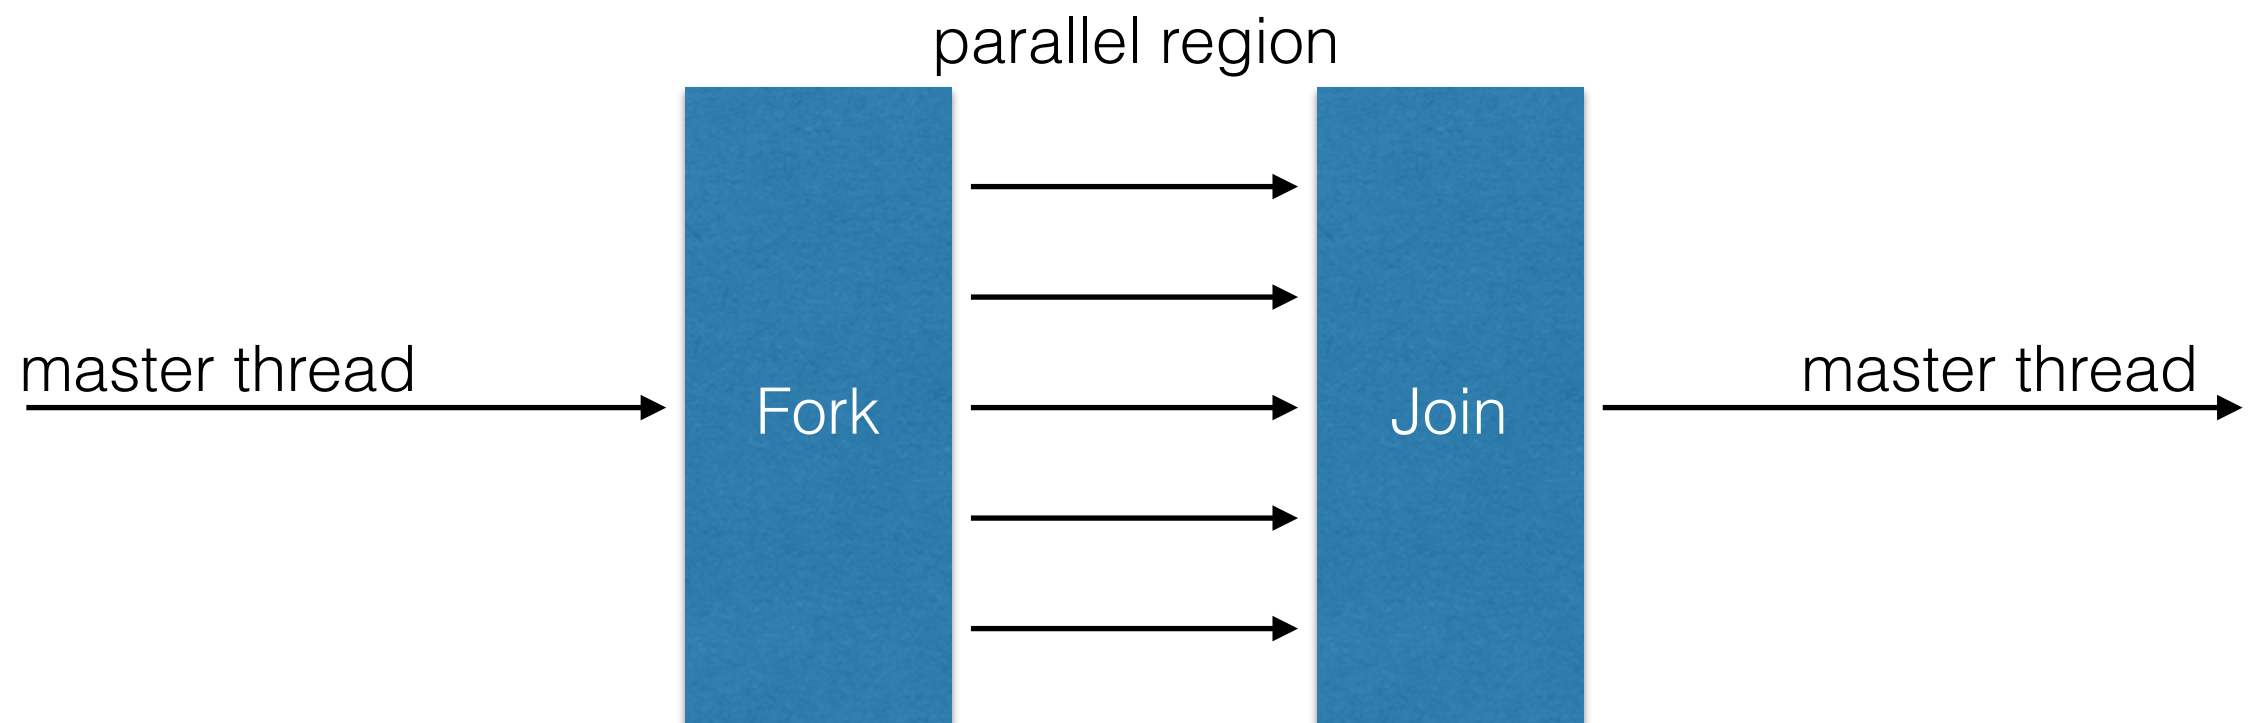 parallel region
master thread
Fork
Join
master thread